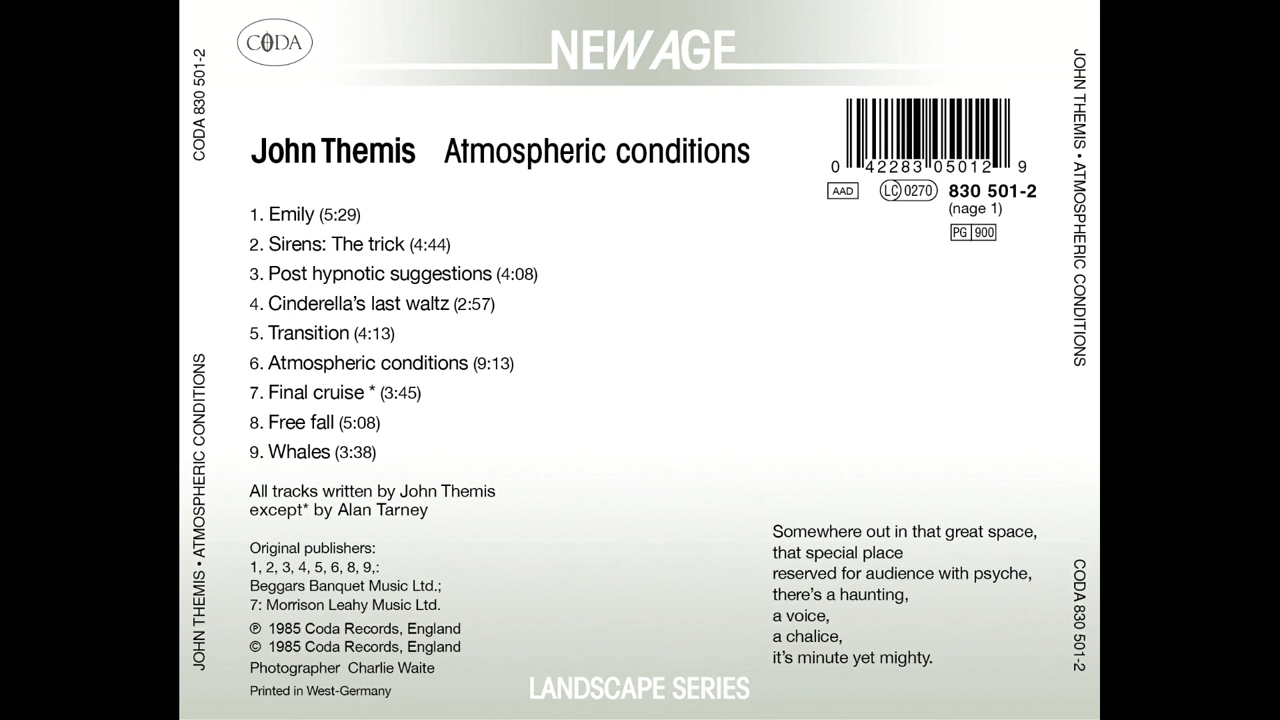 CODA
NEW AGE
CODA 830 501-2
JOHN THEMIS • ATMOSPHERIC CONDITIONS
John Themis Atmospheric conditions
0 42283 05012 9
AAD LC 0270 830 501-2
(nage 1)
PG 900
1. Emily (5:29)
2. Sirens: The trick (4:44)
3. Post hypnotic suggestions (4:08)
4. Cinderella's last waltz (2:57)
5. Transition (4:13)
6. Atmospheric conditions (9:13)
7. Final cruise * (3:45)
8. Free fall (5:08)
9. Whales (3:38)
All tracks written by John Themis
except* by Alan Tarney
Original publishers:
1, 2, 3, 4, 5, 6, 8, 9,:
Beggars Banquet Music Ltd.;
7: Morrison Leahy Music Ltd.
℗ 1985 Coda Records, England
© 1985 Coda Records, England
Photographer Charlie Waite
Printed in West-Germany
Somewhere out in that great space,
that special place
reserved for audience with psyche,
there's a haunting,
a voice,
a chalice,
it's minute yet mighty.
LANDSCAPE SERIES
JOHN THEMIS • ATMOSPHERIC CONDITIONS
CODA 830 501-2